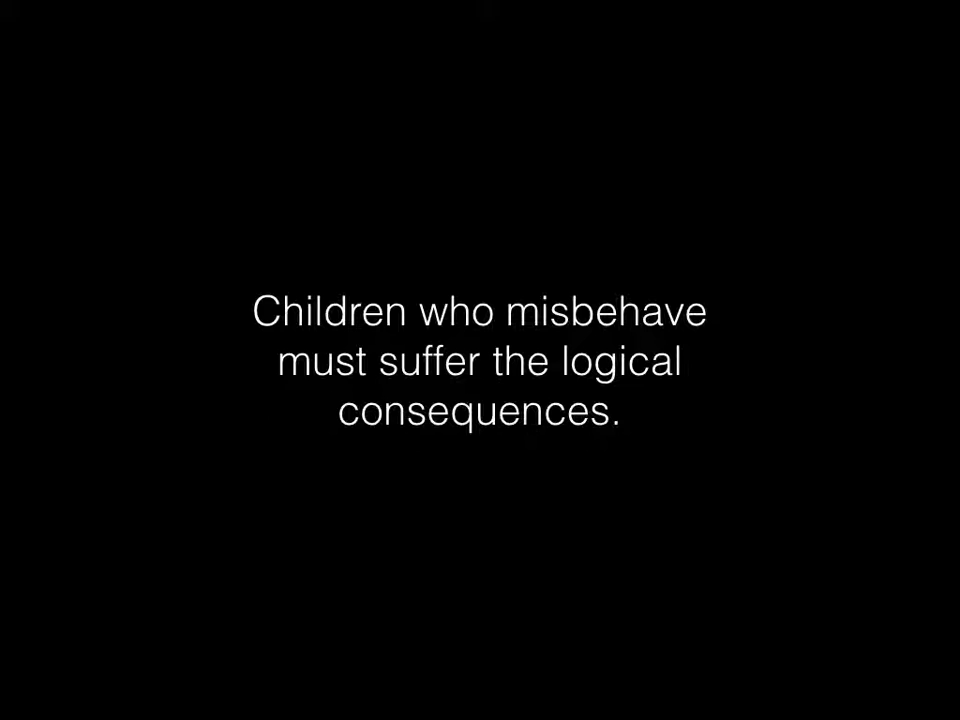 Children who misbehave
must suffer the logical
consequences.